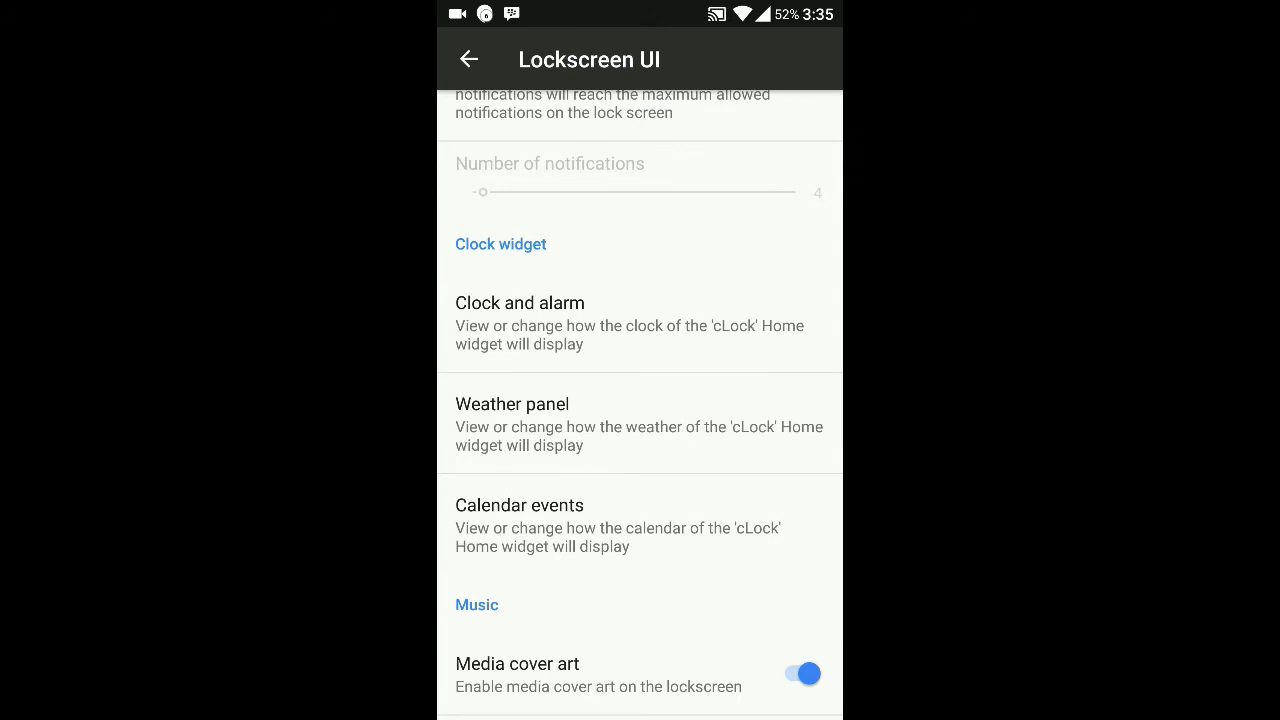 52% 3:35
Lockscreen UI
notifications will reach the maximum allowed
notifications on the lock screen
Number of notifications
4
Clock widget
Clock and alarm
View or change how the clock of the 'cLock' Home
widget will display
Weather panel
View or change how the weather of the 'cLock' Home
widget will display
Calendar events
View or change how the calendar of the 'cLock'
Home widget will display
Music
Media cover art
Enable media cover art on the lockscreen